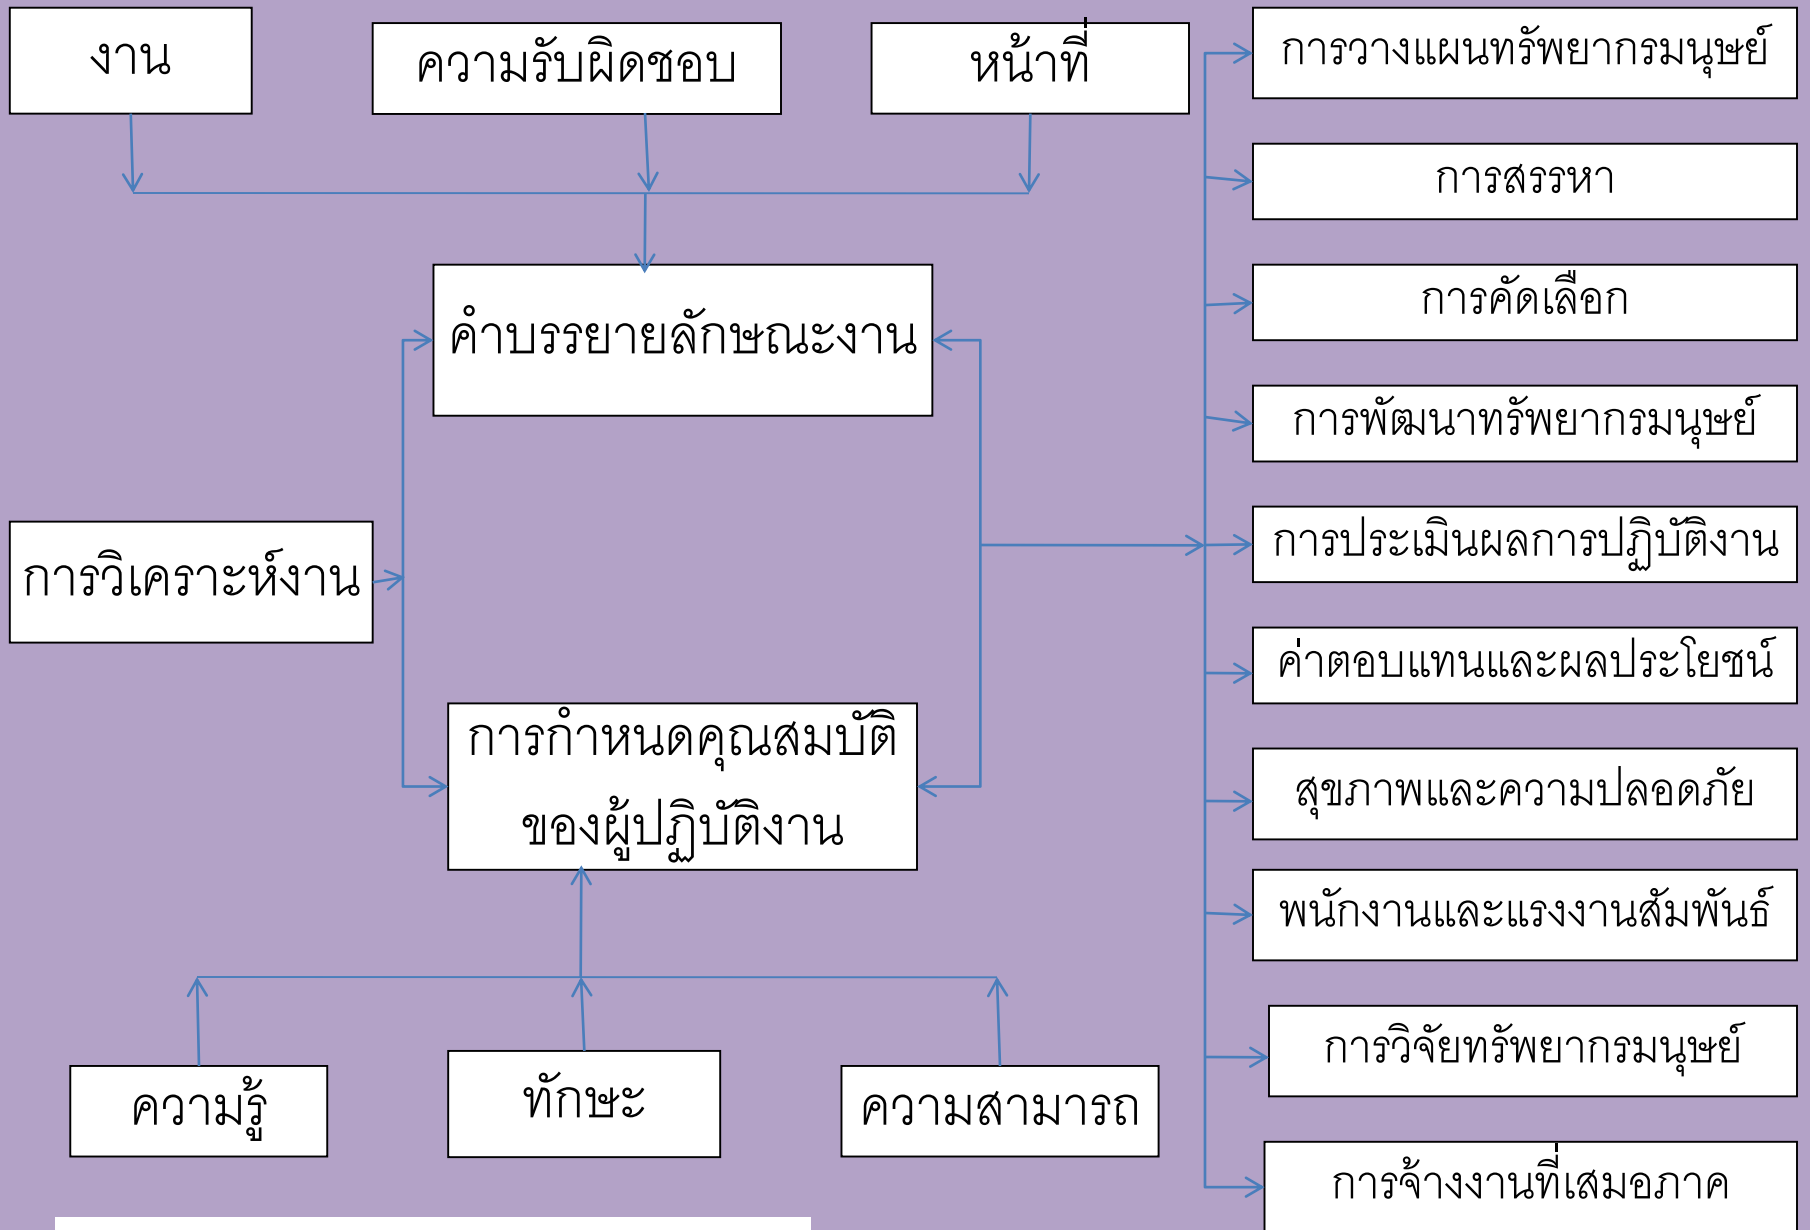 งาน
ความรับผิดชอบ
หน้าที่
คำบรรยายลักษณะงาน
การวิเคราะห์งาน
การกำหนดคุณสมบัติ
ของผู้ปฏิบัติงาน
ความรู้
ทักษะ
ความสามารถ
การวางแผนทรัพยากรมนุษย์
การสรรหา
การคัดเลือก
การพัฒนาทรัพยากรมนุษย์
การประเมินผลการปฏิบัติงาน
ค่าตอบแทนและผลประโยชน์
สุขภาพและความปลอดภัย
พนักงานและแรงงานสัมพันธ์
การวิจัยทรัพยากรมนุษย์
การจ้างงานที่เสมอภาค